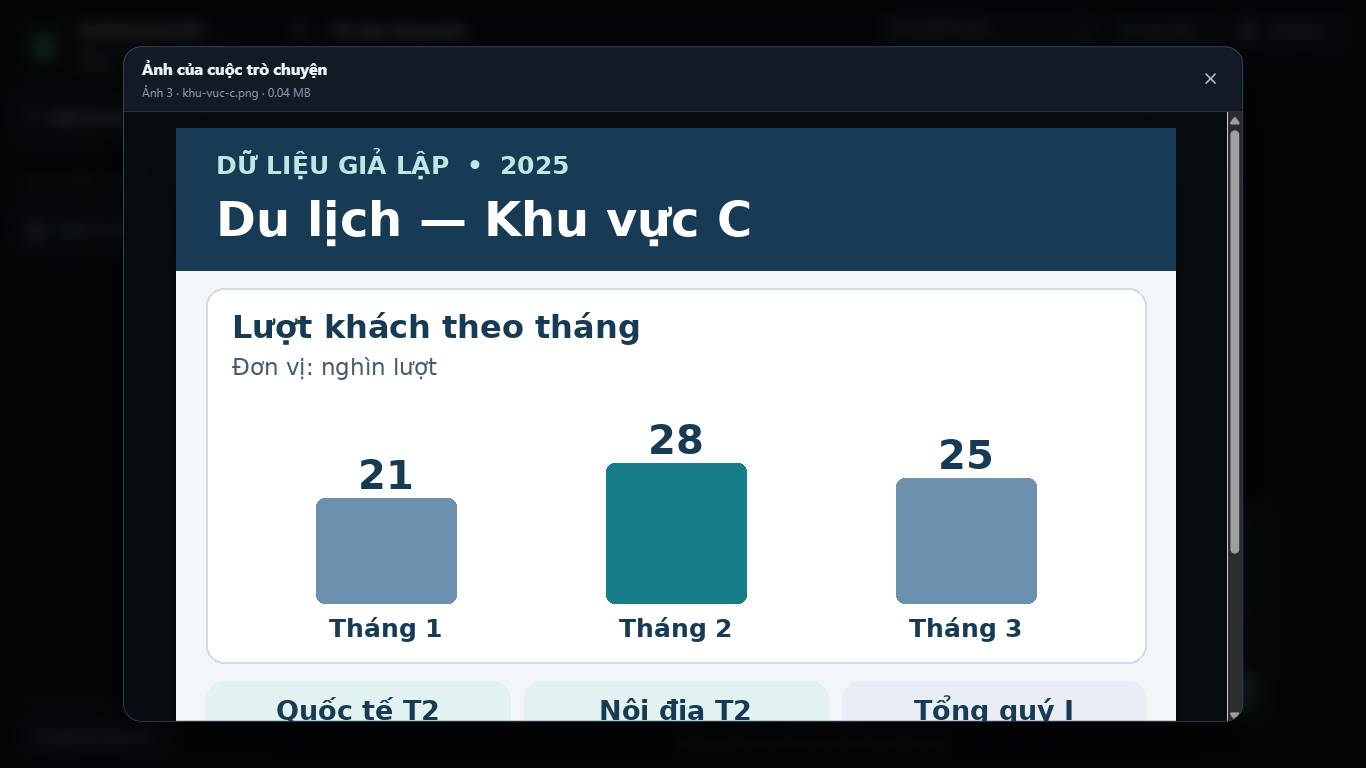 Ảnh của cuộc trò chuyện
Ảnh 3 · khu-vuc-c.png · 0.04 MB
DỮ LIỆU GIẢ LẬP • 2025
Du lịch — Khu vực C
Lượt khách theo tháng
Đơn vị: nghìn lượt
21
28
25
Tháng 1
Tháng 2
Tháng 3
Quốc tế T2
Nội địa T2
Tổng quý I